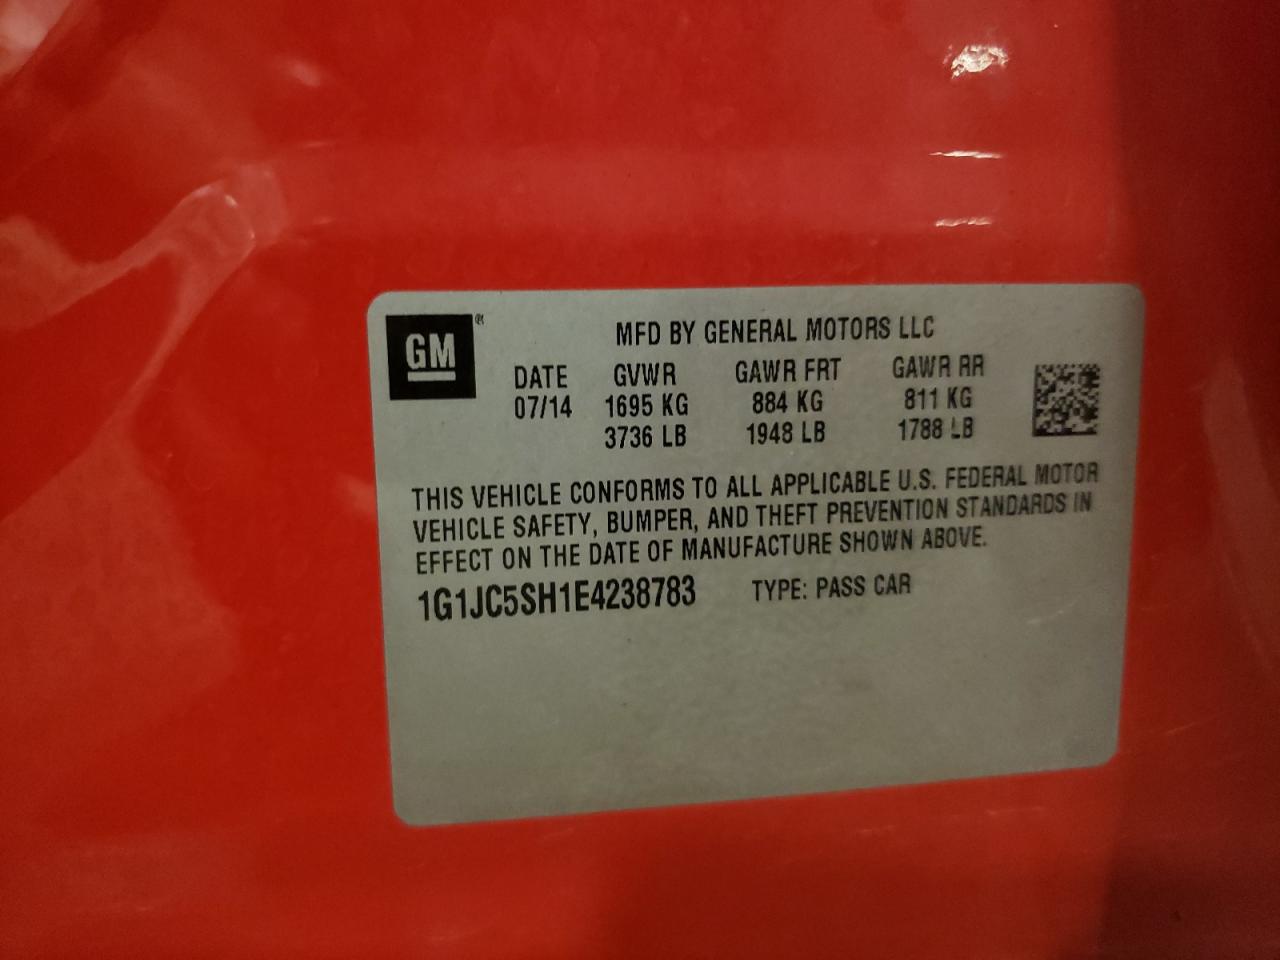 GM®
MFD BY GENERAL MOTORS LLC
DATE GVWR GAWR FRT GAWR RR
07/14 1695 KG 884 KG 811 KG
3736 LB 1948 LB 1788 LB
THIS VEHICLE CONFORMS TO ALL APPLICABLE U.S. FEDERAL MOTOR
VEHICLE SAFETY, BUMPER, AND THEFT PREVENTION STANDARDS IN
EFFECT ON THE DATE OF MANUFACTURE SHOWN ABOVE.
1G1JC5SH1E4238783 TYPE: PASS CAR